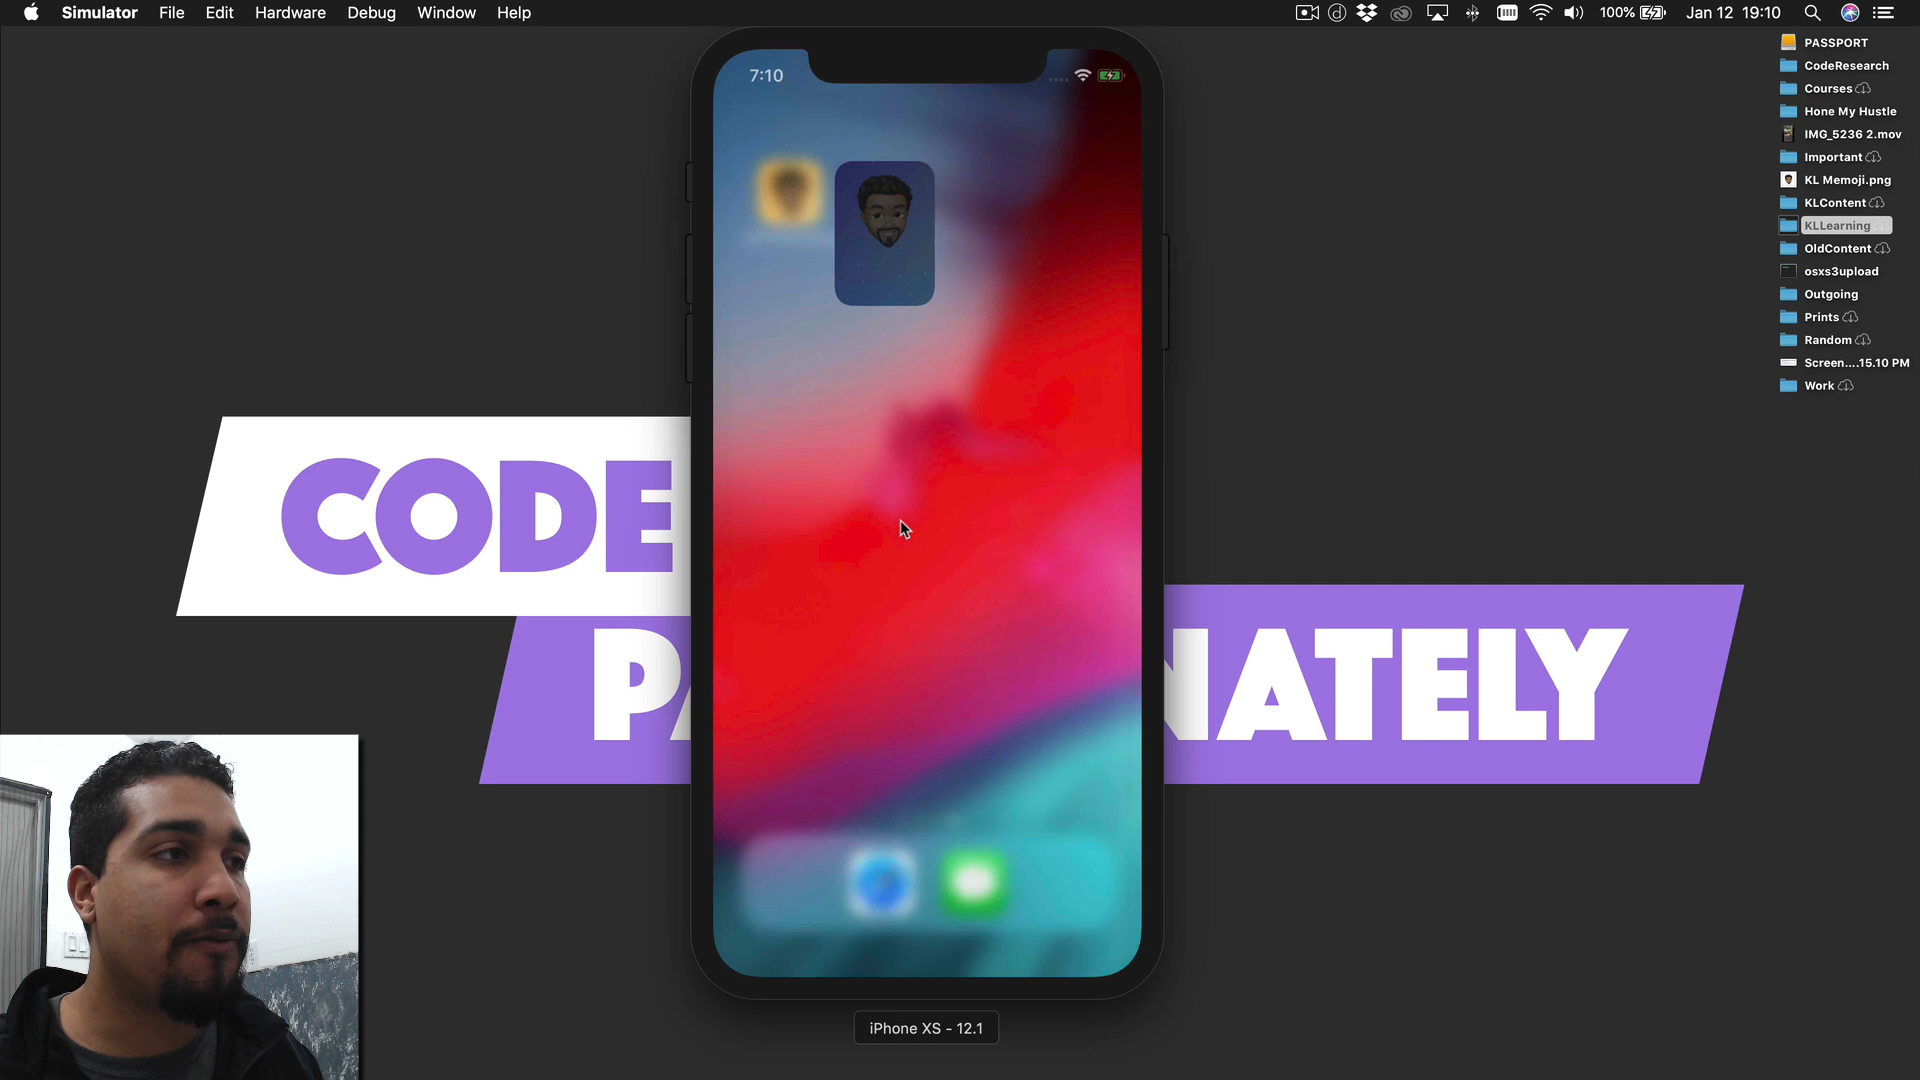 Simulator File Edit Hardware Debug Window Help
100% Jan 12 19:10
PASSPORT
CodeResearch
Courses
Hone My Hustle
IMG_5236 2.mov
Important
KL Memoji.png
KLContent
KLLearning
OldContent
osxs3upload
Outgoing
Prints
Random
Screen....15.10 PM
Work
7:10
CODE
NATELY
iPhone XS - 12.1